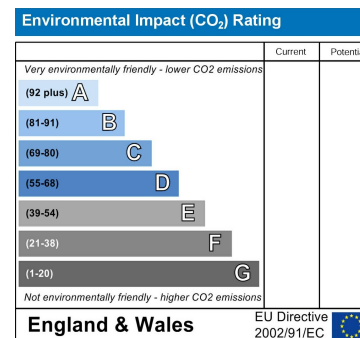 Environmental Impact (CO₂) Rating
Current Potenti
Very environmentally friendly - lower CO2 emissions
(92 plus) A
(81-91) B
(69-80) C
(55-68) D
(39-54) E
(21-38) F
(1-20) G
Not environmentally friendly - higher CO2 emissions
England & Wales
EU Directive
2002/91/EC